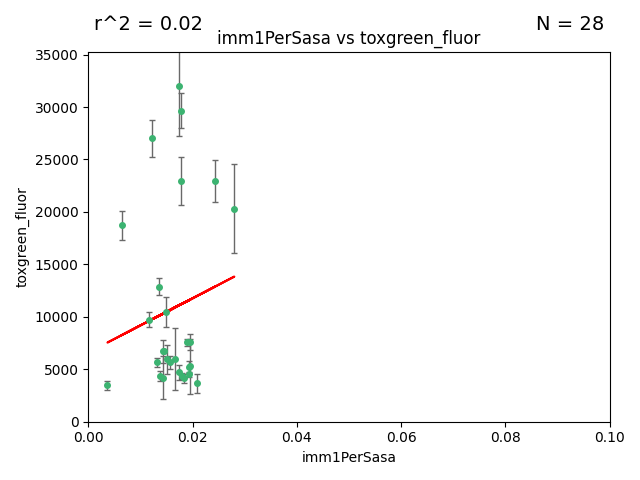 r^2 = 0.02
N = 28
imm1PerSasa vs toxgreen_fluor
35000
30000
25000
20000
15000
10000
5000
0
toxgreen_fluor
0.00 0.02 0.04 0.06 0.08 0.10
imm1PerSasa